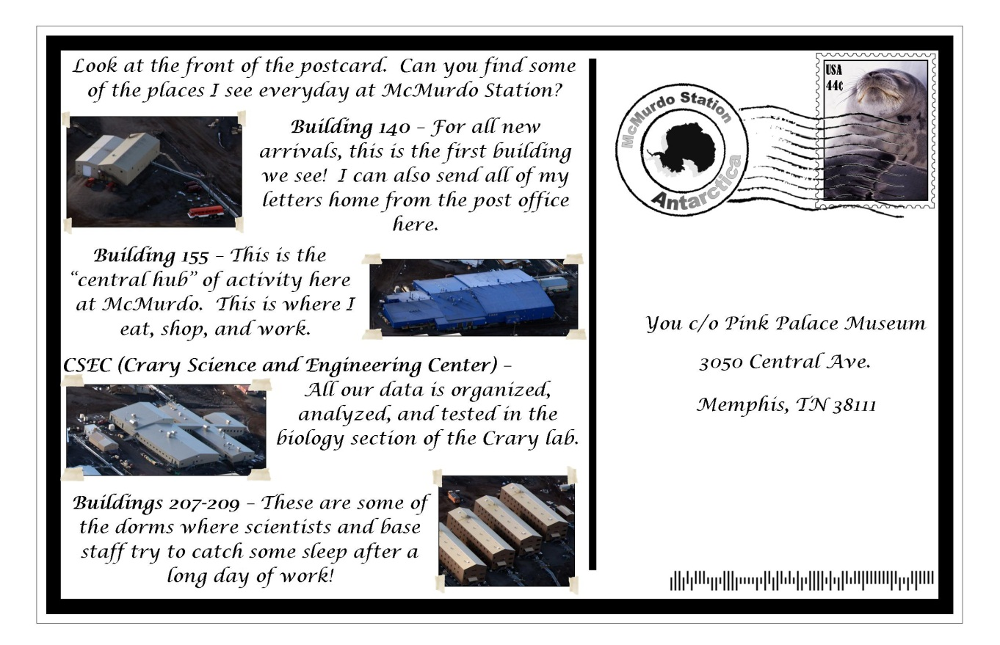 Look at the front of the postcard.  Can you find some
of the places I see everyday at McMurdo Station?
Building 140 – For all new
arrivals, this is the first building
we see!  I can also send all of my
letters home from the post office
here.
Building 155 – This is the
“central hub” of activity here
at McMurdo.  This is where I
eat, shop, and work.
CSEC (Crary Science and Engineering Center) –
All our data is organized,
analyzed, and tested in the
biology section of the Crary lab.
Buildings 207-209 – These are some of
the dorms where scientists and base
staff try to catch some sleep after a
long day of work!
McMurdo Station
Antarctica
USA
44¢
You c/o Pink Palace Museum
3050 Central Ave.
Memphis, TN 38111